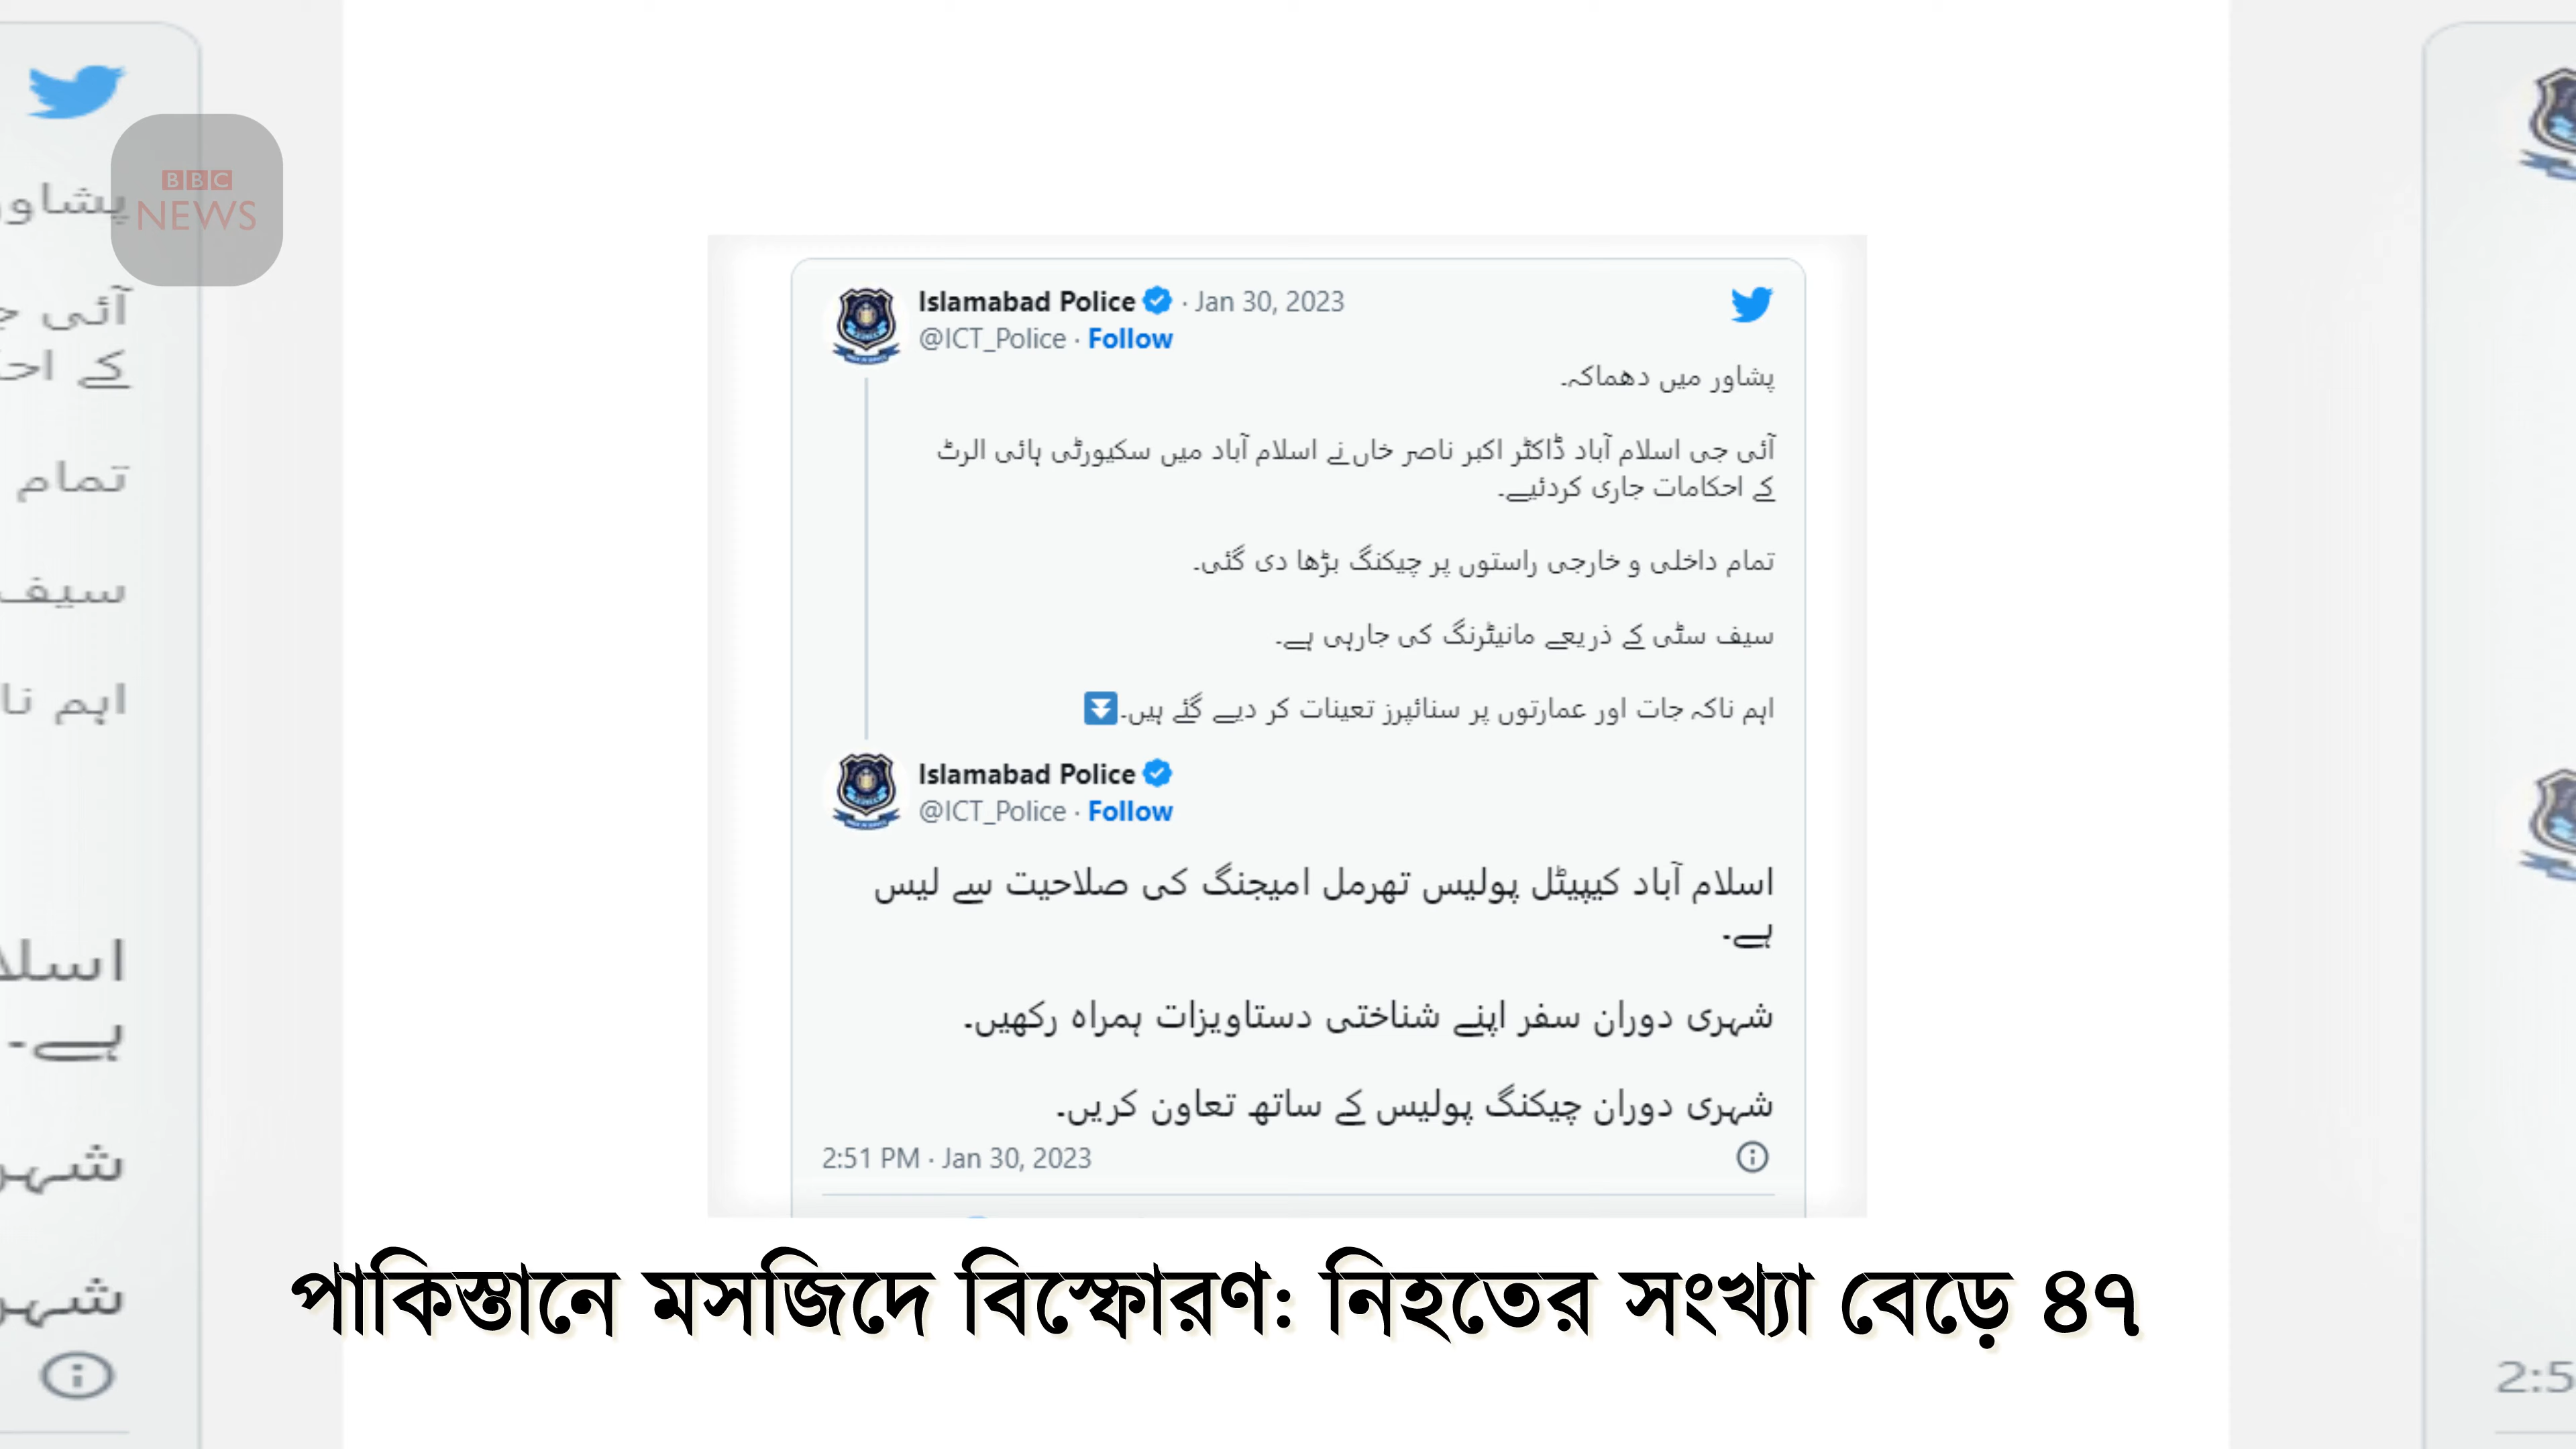 BBC
NEWS
Islamabad Police · Jan 30, 2023
@ICT_Police · Follow
پشاور میں دھماکہ۔
آئی جی اسلام آباد ڈاکٹر اکبر ناصر خاں نے اسلام آباد میں سکیورٹی ہائی الرٹ
کے احکامات جاری کردئیے۔
تمام داخلی و خارجی راستوں پر چیکنگ بڑھا دی گئی۔
سیف سٹی کے ذریعے مانیٹرنگ کی جارہی ہے۔
اہم ناکہ جات اور عمارتوں پر سنائپرز تعینات کر دیے گئے ہیں۔⏬
Islamabad Police
@ICT_Police · Follow
اسلام آباد کیپیٹل پولیس تھرمل امیجنگ کی صلاحیت سے لیس
ہے۔
شہری دوران سفر اپنے شناختی دستاویزات ہمراہ رکھیں۔
شہری دوران چیکنگ پولیس کے ساتھ تعاون کریں۔
2:51 PM · Jan 30, 2023
পাকিস্তানে মসজিদে বিস্ফোরণ: নিহতের সংখ্যা বেড়ে ৪৭